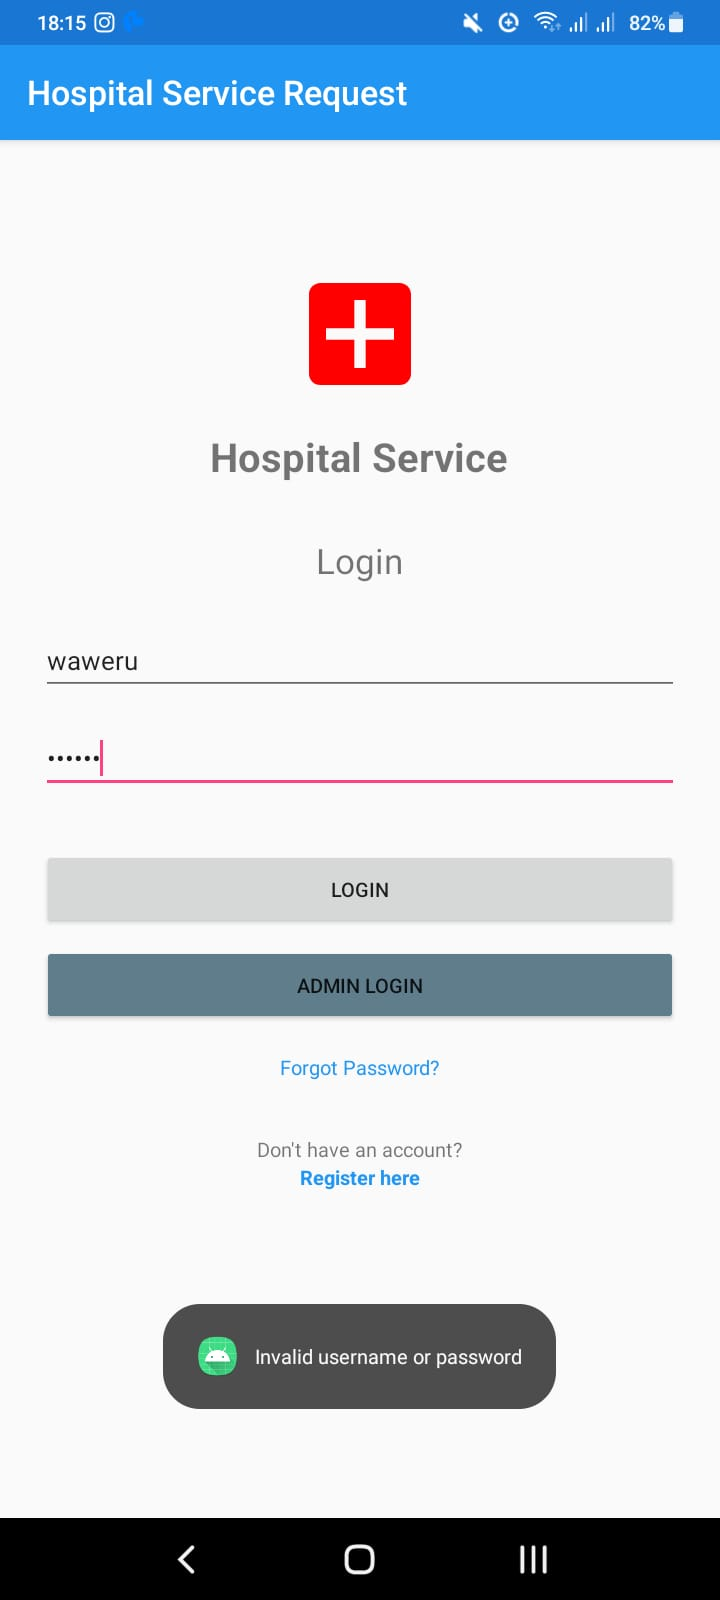 18:15
82%
Hospital Service Request
Hospital Service
Login
waweru
••••••
LOGIN
ADMIN LOGIN
Forgot Password?
Don't have an account?
Register here
Invalid username or password